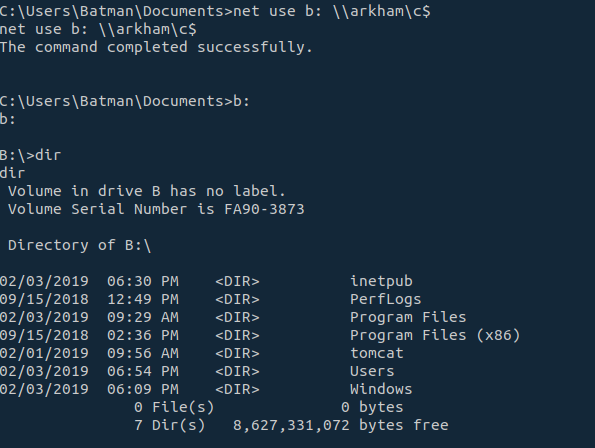 C:\Users\Batman\Documents>net use b: \\arkham\c$
net use b: \\arkham\c$
The command completed successfully.
C:\Users\Batman\Documents>b:
b:
B:\>dir
dir
 Volume in drive B has no label.
 Volume Serial Number is FA90-3873
 Directory of B:\
02/03/2019  06:30 PM    <DIR>          inetpub
09/15/2018  12:49 PM    <DIR>          PerfLogs
02/03/2019  09:29 AM    <DIR>          Program Files
09/15/2018  02:36 PM    <DIR>          Program Files (x86)
02/01/2019  09:56 AM    <DIR>          tomcat
02/03/2019  06:54 PM    <DIR>          Users
02/03/2019  06:09 PM    <DIR>          Windows
               0 File(s)              0 bytes
               7 Dir(s)   8,627,331,072 bytes free